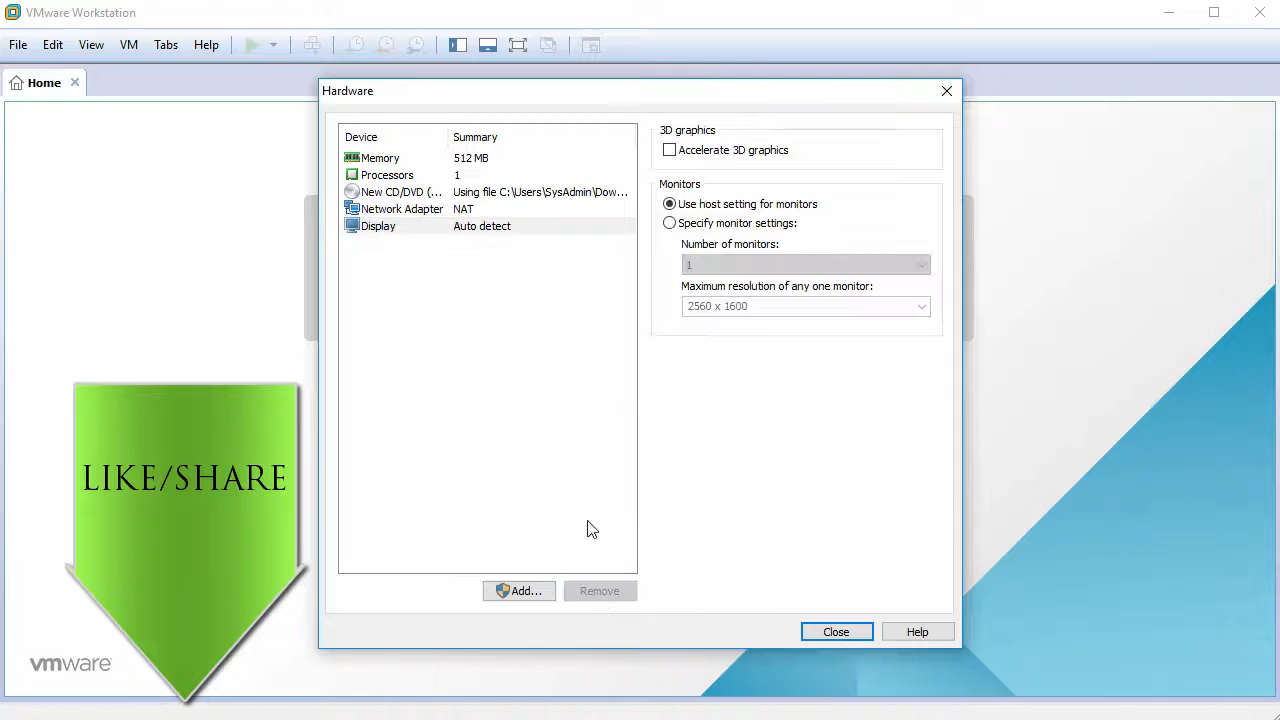 VMware Workstation
File Edit View VM Tabs Help
Home
Hardware
Device Summary
Memory 512 MB
Processors 1
New CD/DVD (... Using file C:\Users\SysAdmin\Dow...
Network Adapter NAT
Display Auto detect
Add... Remove
3D graphics
Accelerate 3D graphics
Monitors
Use host setting for monitors
Specify monitor settings:
Number of monitors:
1
Maximum resolution of any one monitor:
2560 x 1600
Close Help
LIKE/SHARE
vmware